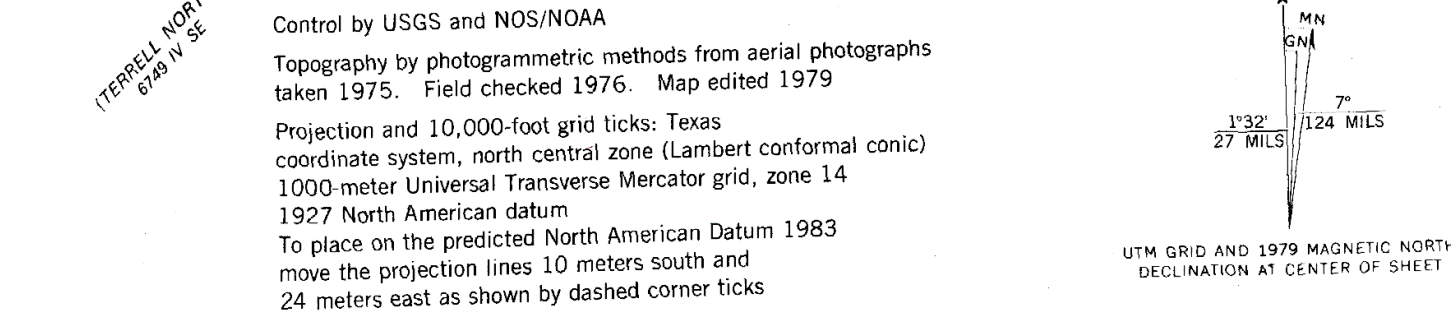 (TERRELL NORT
6749 IV SE
Control by USGS and NOS/NOAA
Topography by photogrammetric methods from aerial photographs
taken 1975. Field checked 1976. Map edited 1979
Projection and 10,000-foot grid ticks: Texas
coordinate system, north central zone (Lambert conformal conic)
1000-meter Universal Transverse Mercator grid, zone 14
1927 North American datum
To place on the predicted North American Datum 1983
move the projection lines 10 meters south and
24 meters east as shown by dashed corner ticks
MN
GN
1°32'
27 MILS
7°
124 MILS
UTM GRID AND 1979 MAGNETIC NORTH
DECLINATION AT CENTER OF SHEET